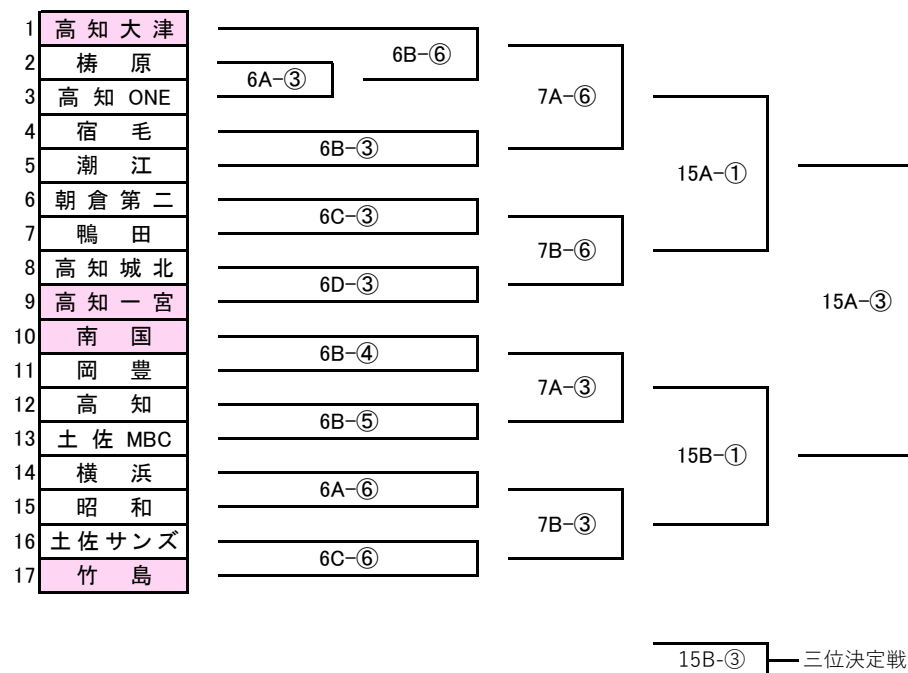 1 高知大津
6B-⑥
2 梼原
6A-③
3 高知 ONE
7A-⑥
4 宿毛
6B-③
5 潮江
15A-①
6 朝倉第二
6C-③
7 鴨田
7B-⑥
8 高知城北
6D-③
9 高知一宮
15A-③
10 南国
6B-④
11 岡豊
7A-③
12 高知
6B-⑤
13 土佐 MBC
15B-①
14 横浜
6A-⑥
15 昭和
7B-③
16 土佐サンズ
6C-⑥
17 竹島
15B-③ 三位決定戦